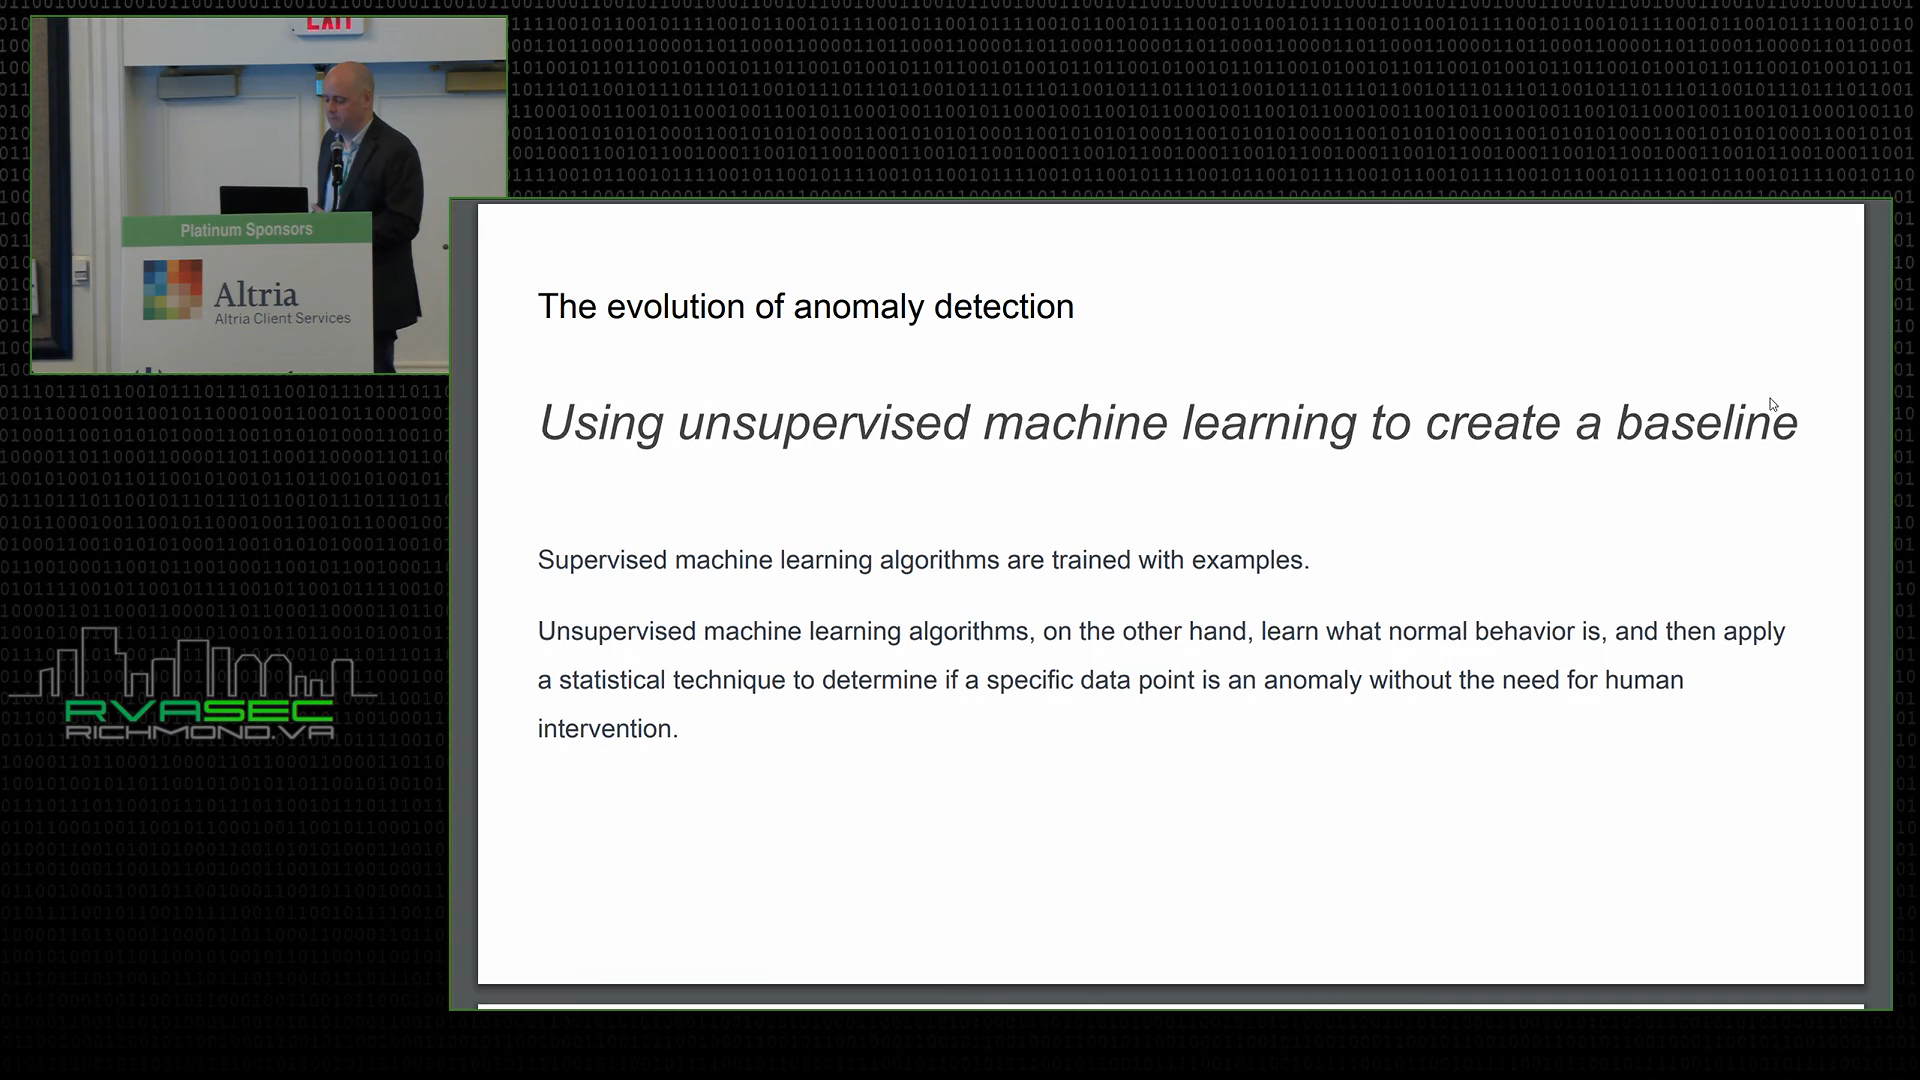 EXIT
Platinum Sponsors
Altria
Altria Client Services
The evolution of anomaly detection
Using unsupervised machine learning to create a baseline
Supervised machine learning algorithms are trained with examples.
Unsupervised machine learning algorithms, on the other hand, learn what normal behavior is, and then apply
a statistical technique to determine if a specific data point is an anomaly without the need for human
intervention.
RVASEC
RICHMOND.VA